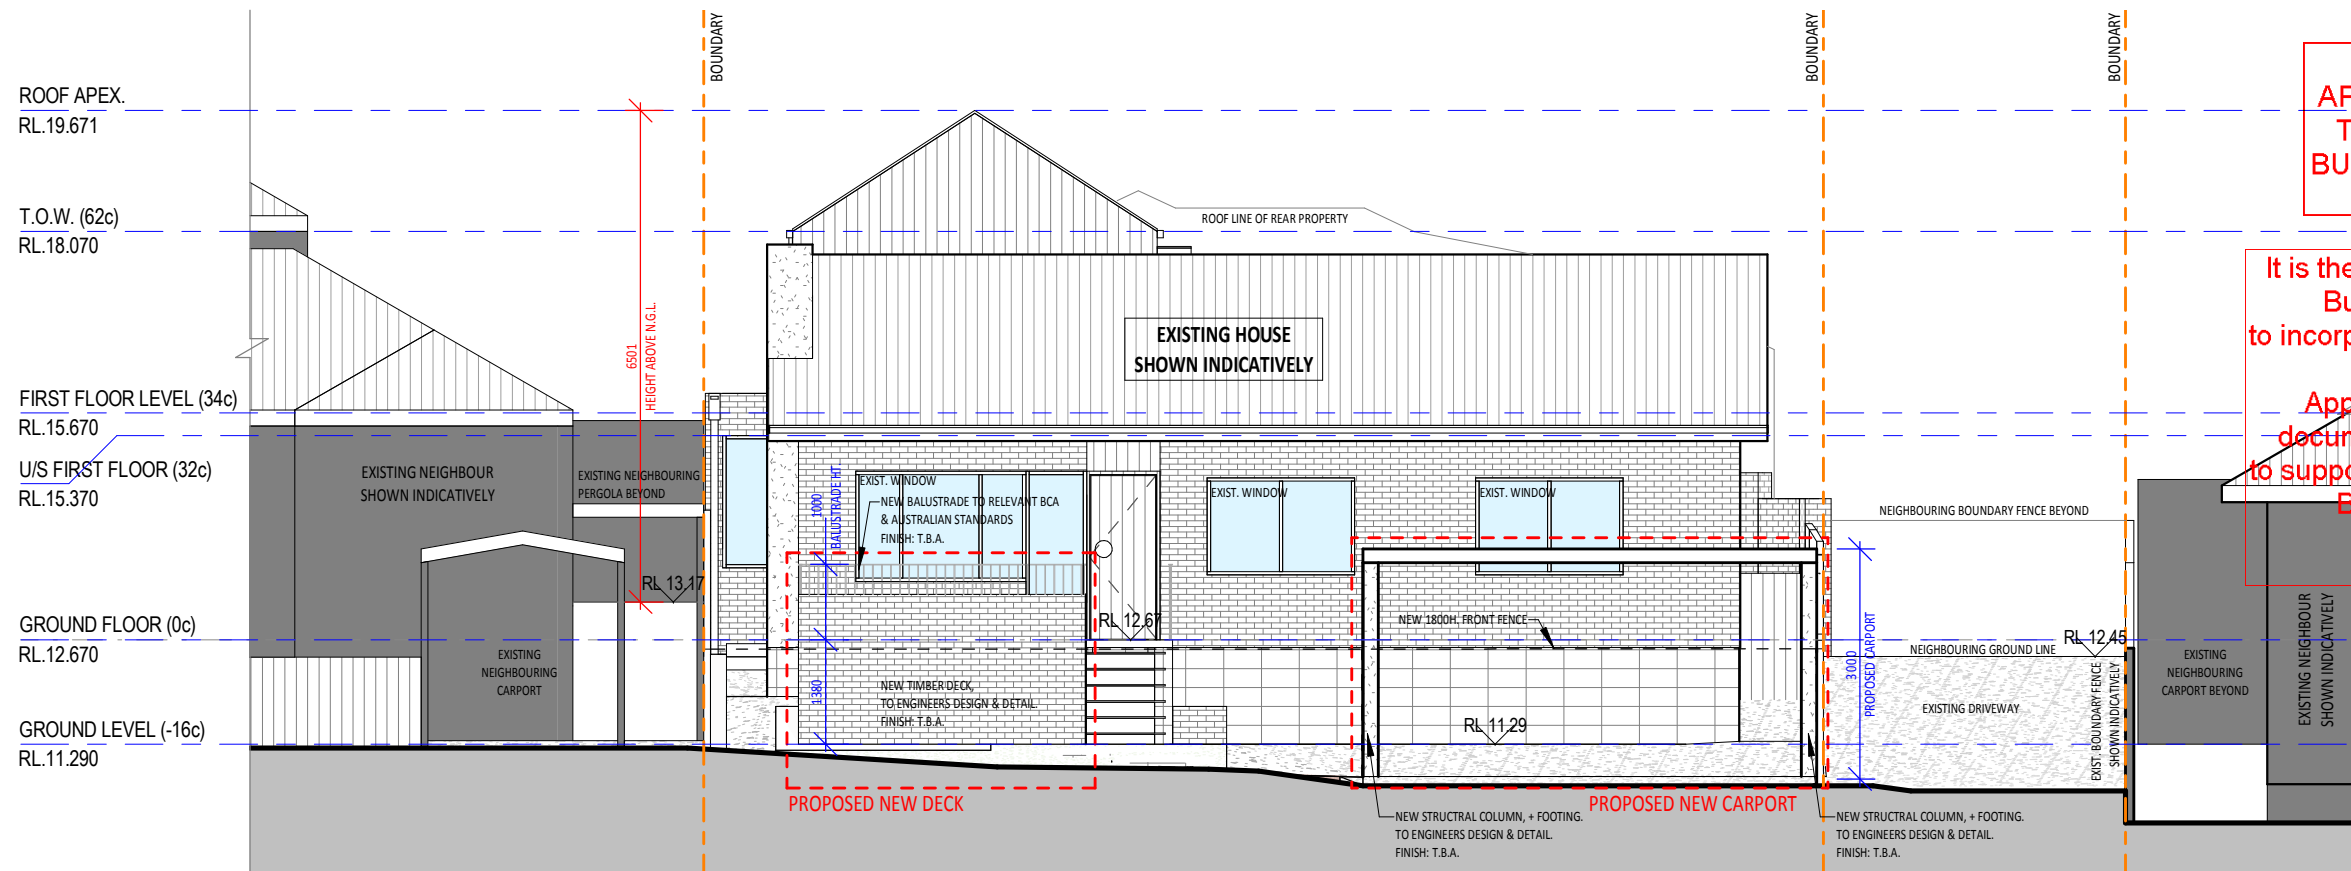 BOUNDARY
BOUNDARY
BOUNDARY
ROOF APEX.
RL.19.671
T.O.W. (62c)
RL.18.070
FIRST FLOOR LEVEL (34c)
RL.15.670
U/S FIRST FLOOR (32c)
RL.15.370
GROUND FLOOR (0c)
RL.12.670
GROUND LEVEL (-16c)
RL.11.290
6501
HEIGHT ABOVE N.G.L.
ROOF LINE OF REAR PROPERTY
EXISTING HOUSE
SHOWN INDICATIVELY
EXISTING NEIGHBOUR
SHOWN INDICATIVELY
EXISTING NEIGHBOURING
PERGOLA BEYOND
RL 13.17
EXISTING
NEIGHBOURING
CARPORT
1000
BALUSTRADE HT.
1380
EXIST. WINDOW
NEW BALUSTRADE TO RELEVANT BCA
& AUSTRALIAN STANDARDS
FINISH: T.B.A.
EXIST. WINDOW
EXIST. WINDOW
RL 12.67
NEW TIMBER DECK,
TO ENGINEERS DESIGN & DETAIL.
FINISH: T.B.A.
PROPOSED NEW DECK
NEW 1800H. FRONT FENCE
RL 11.29
PROPOSED NEW CARPORT
3000
PROPOSED CARPORT
NEW STRUCTRAL COLUMN, + FOOTING.
TO ENGINEERS DESIGN & DETAIL.
FINISH: T.B.A.
NEW STRUCTRAL COLUMN, + FOOTING.
TO ENGINEERS DESIGN & DETAIL.
FINISH: T.B.A.
NEIGHBOURING BOUNDARY FENCE BEYOND
RL 12.45
NEIGHBOURING GROUND LINE
EXISTING DRIVEWAY
EXIST. BOUNDARY FENCE
SHOWN INDICATIVELY
EXISTING
NEIGHBOURING
CARPORT BEYOND
EXISTING NEIGHBOUR
SHOWN INDICATIVELY
It is the
to